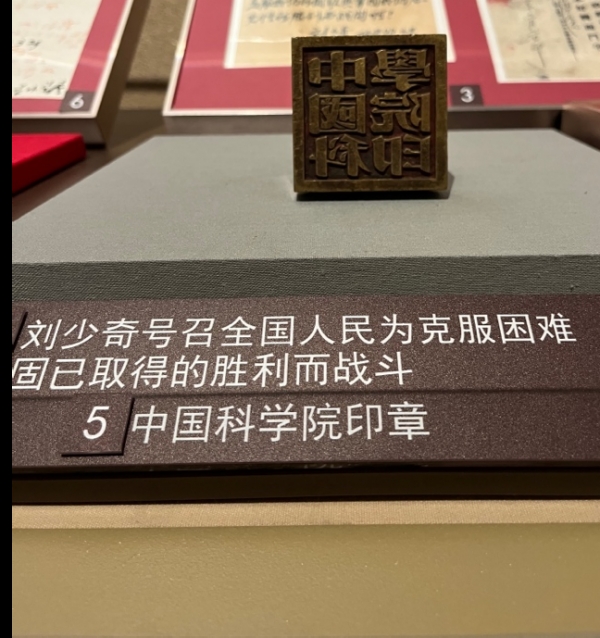 6
3
中國科
學院印
刘少奇号召全国人民为克服困难
固已取得的胜利而战斗
5 中国科学院印章